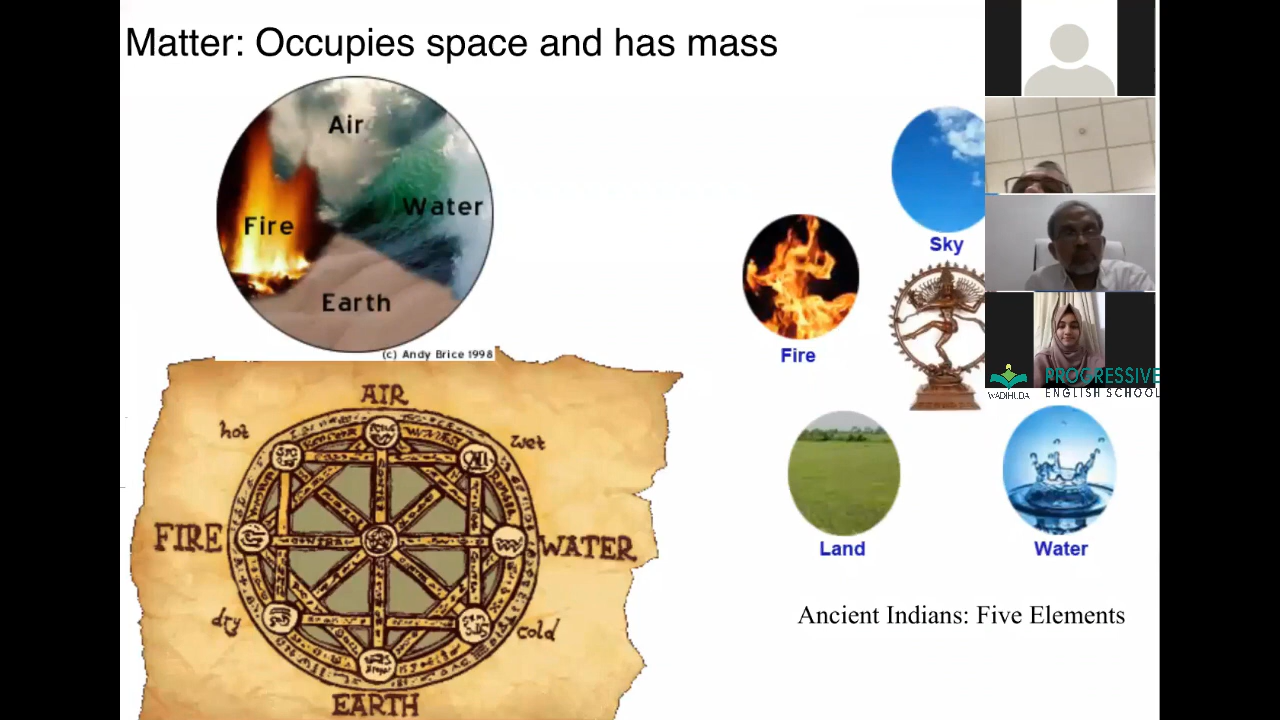 Matter: Occupies space and has mass
Air
Fire
Water
Earth
(c) Andy Brice 1998
Sky
Fire
Land
Water
Ancient Indians: Five Elements
AIR
hot
wet
FIRE
WATER
dry
cold
EARTH
WADIHUDA
PROGRESSIVE
ENGLISH SCHOOL